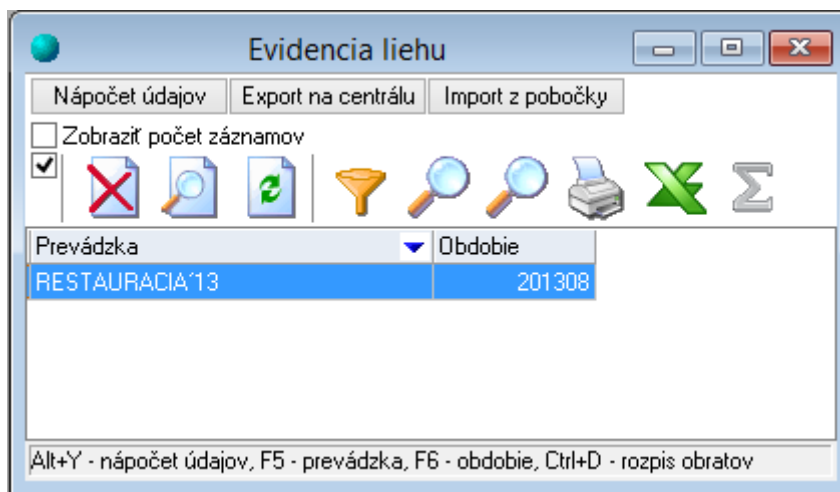 Evidencia liehu
Nápočet údajov Export na centrálu Import z pobočky
Zobraziť počet záznamov
Prevádzka Obdobie
RESTAURACIA´13 201308
Alt+Y - nápočet údajov, F5 - prevádzka, F6 - obdobie, Ctrl+D - rozpis obratov